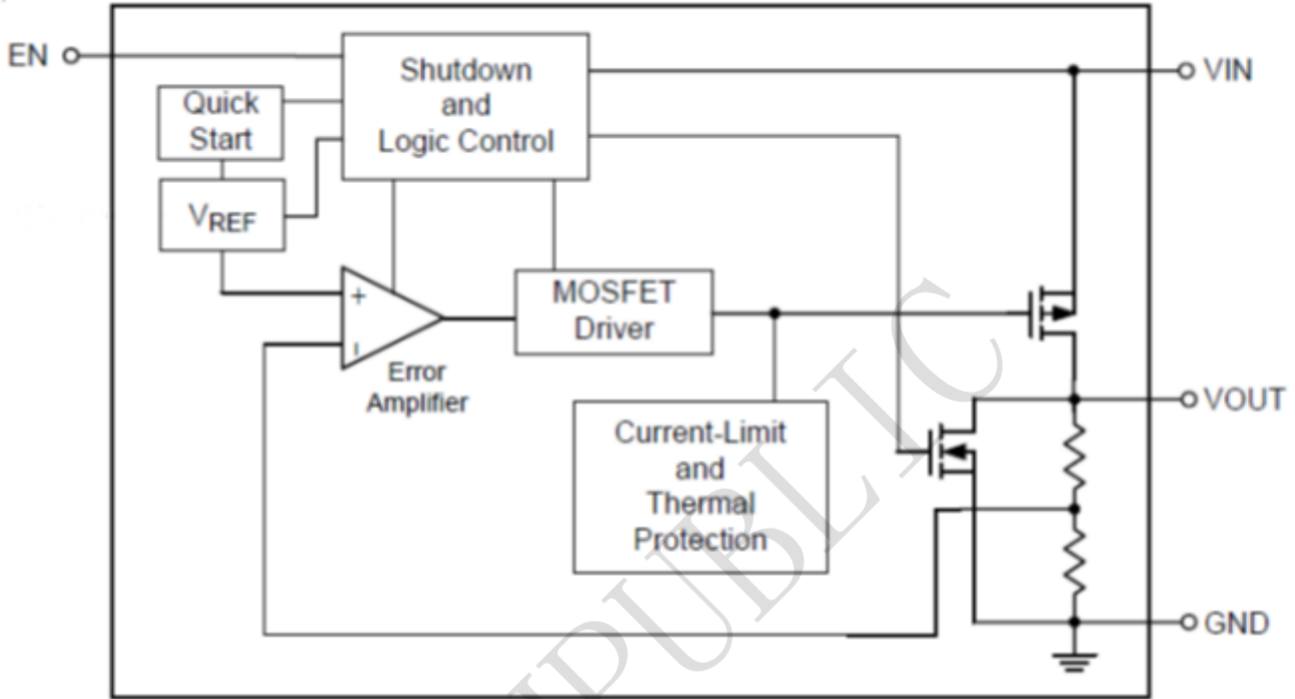 EN
Shutdown
and
Logic Control
VIN
Quick
Start
VREF
+
MOSFET
Driver
Error
Amplifier
VOUT
Current-Limit
and
Thermal
Protection
GND
PUBLIC